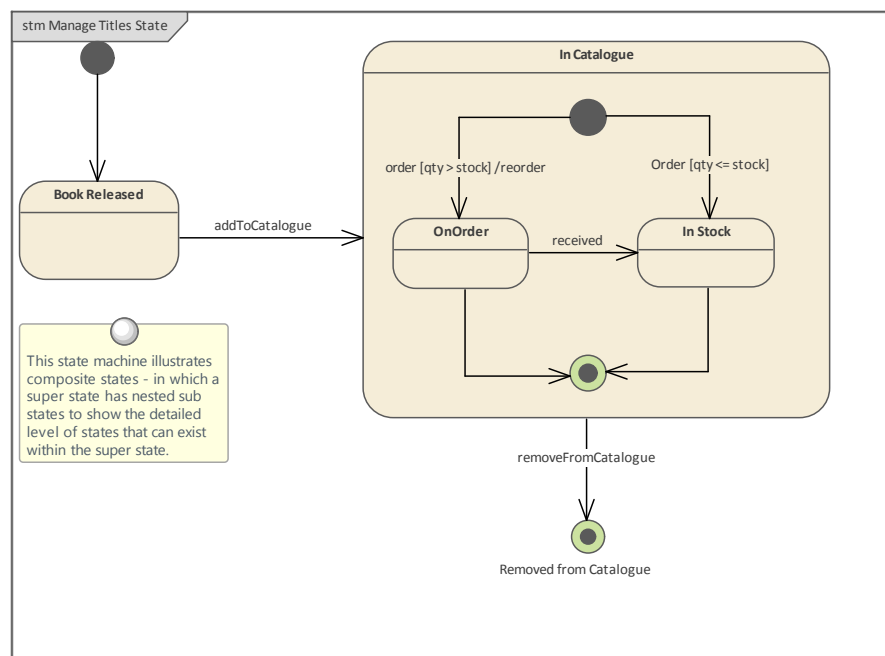 stm Manage Titles State
In Catalogue
order [qty > stock] /reorder
Order [qty <= stock]
Book Released
addToCatalogue
OnOrder
received
In Stock
This state machine illustrates
composite states - in which a
super state has nested sub
states to show the detailed
level of states that can exist
within the super state.
removeFromCatalogue
Removed from Catalogue